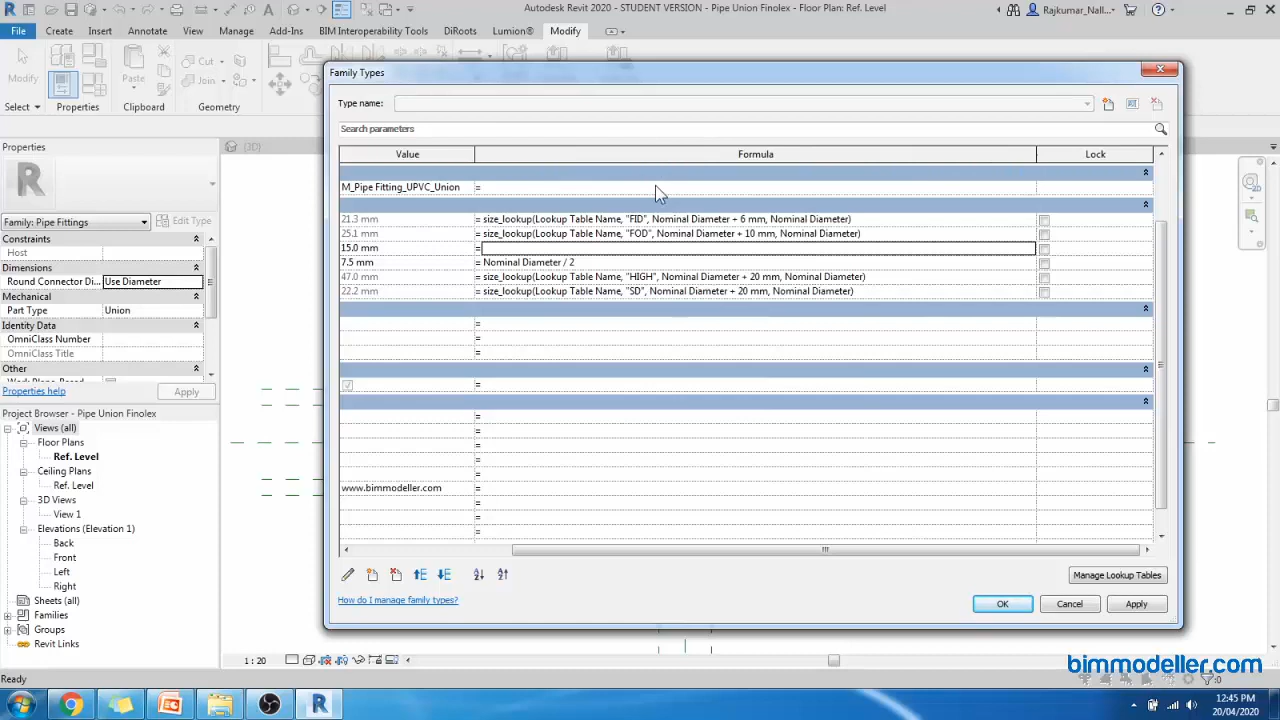 Autodesk Revit 2020 - STUDENT VERSION - Pipe Union Finolex - Floor Plan: Ref. Level
Rajkumar_Nall...
File Create Insert Annotate View Manage Add-Ins BIM Interoperability Tools DiRoots Lumion® Modify
Modify
Paste
Cut
Join
Select Properties Clipboard Geometry
Properties
Family: Pipe Fittings
Edit Type
Constraints
Host
Dimensions
Round Connector Di... Use Diameter
Mechanical
Part Type Union
Identity Data
OmniClass Number
OmniClass Title
Other
Properties help Apply
Project Browser - Pipe Union Finolex
Views (all)
Floor Plans
Ref. Level
Ceiling Plans
Ref. Level
3D Views
View 1
Elevations (Elevation 1)
Back
Front
Left
Right
Sheets (all)
Families
Groups
Revit Links
{3D}
Family Types
Type name:
Search parameters
Value Formula Lock
M_Pipe Fitting_UPVC_Union =
21.3 mm = size_lookup(Lookup Table Name, "FID", Nominal Diameter + 6 mm, Nominal Diameter)
25.1 mm = size_lookup(Lookup Table Name, "FOD", Nominal Diameter + 10 mm, Nominal Diameter)
15.0 mm =
7.5 mm = Nominal Diameter / 2
47.0 mm = size_lookup(Lookup Table Name, "HIGH", Nominal Diameter + 20 mm, Nominal Diameter)
22.2 mm = size_lookup(Lookup Table Name, "SD", Nominal Diameter + 20 mm, Nominal Diameter)
=
=
=
=
=
=
=
=
=
www.bimmodeller.com =
=
=
=
Manage Lookup Tables
How do I manage family types?
OK Cancel Apply
1 : 20
bimmodeller.com
Ready
:0
12:45 PM
20/04/2020